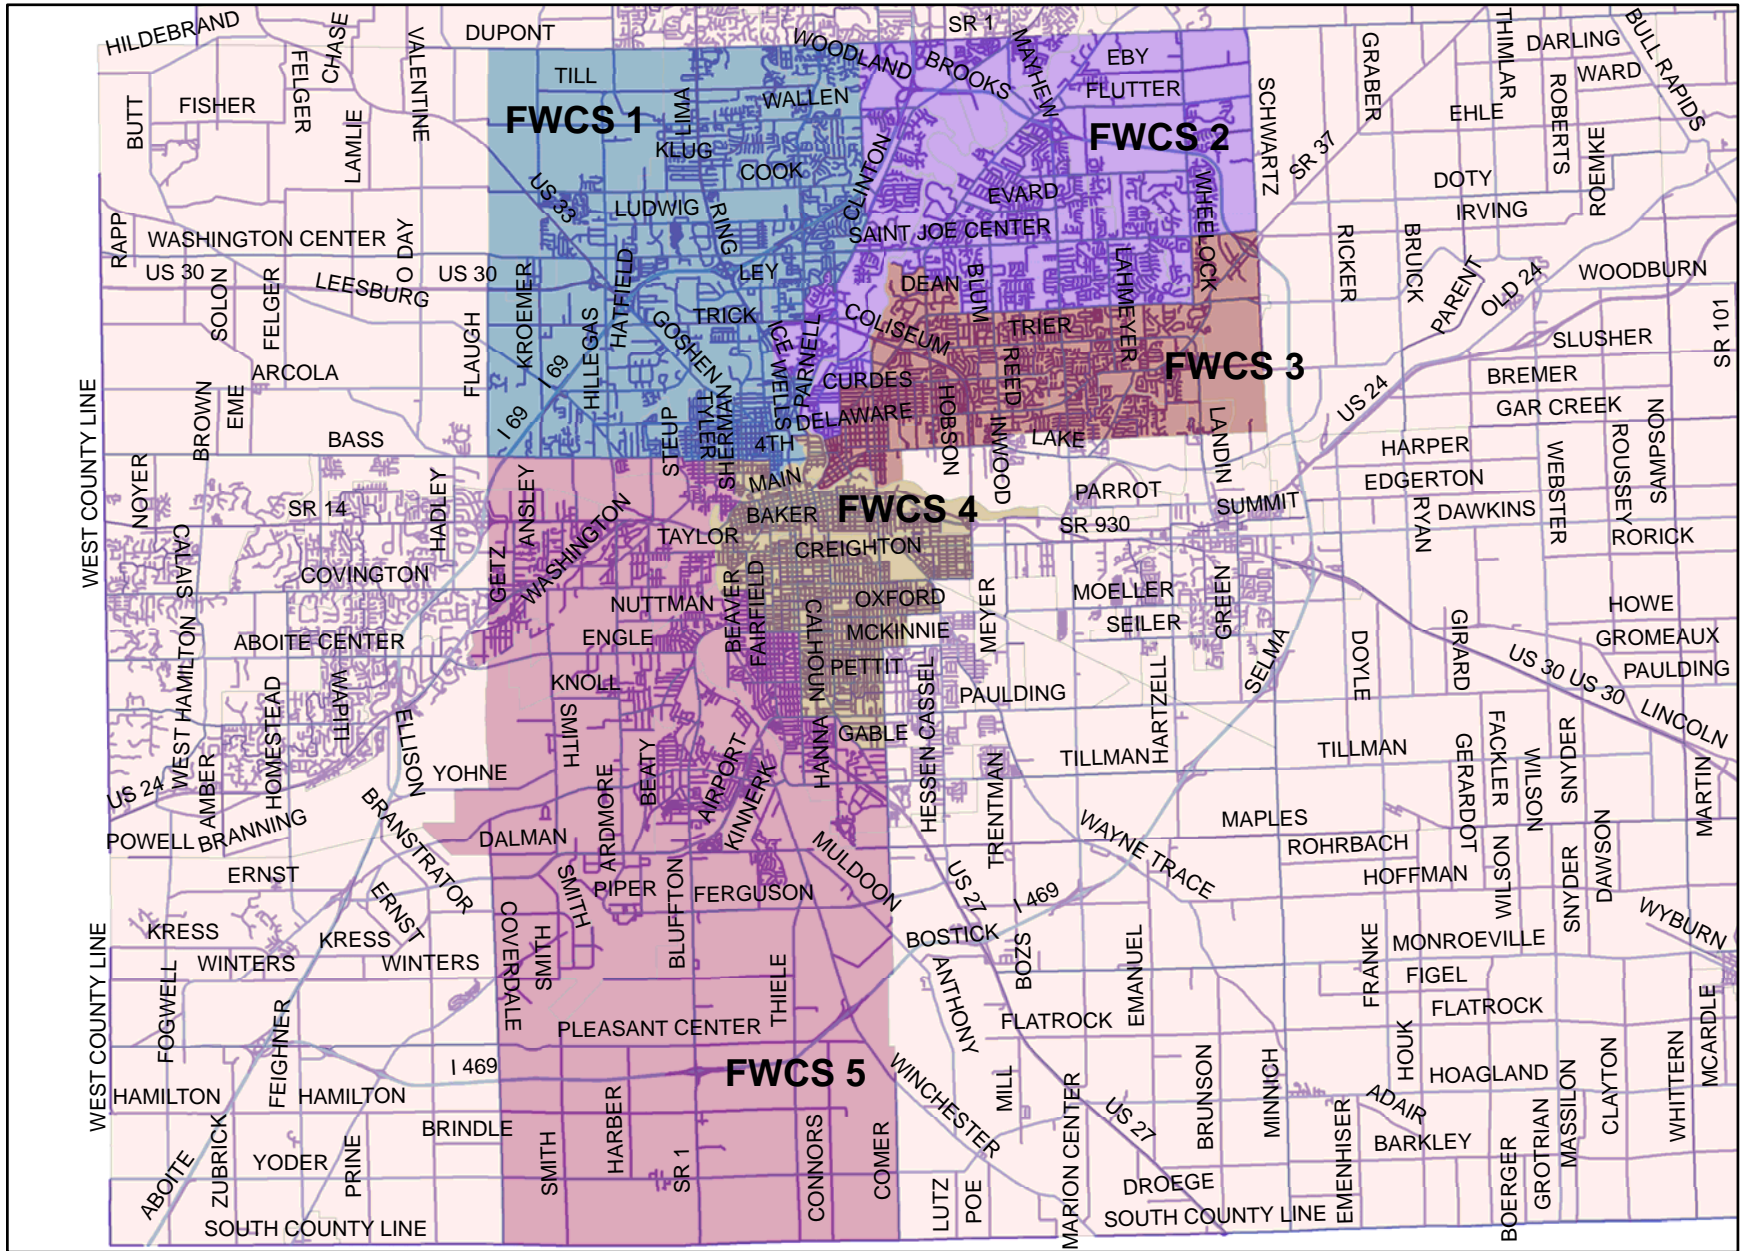 HILDEBRAND
CHASE
VALENTINE
DUPONT
SR 1
WOODLAND
BROOKS
MAYHEW
EBY
GRABER
THIMLAR
DARLING
BULL RAPIDS
FELGER
TILL
WALLEN
FLUTTER
WARD
BUTT
FISHER
LAMLIE
FWCS 1
LIMA
FWCS 2
SCHWARTZ
EHLE
ROBERTS
KLUG
COOK
CLINTON
SR 37
ROEMKE
US 33
LUDWIG
RING
EVARD
WHEELOCK
DOTY
IRVING
RAPP
WASHINGTON CENTER
O DAY
SAINT JOE CENTER
RICKER
BRUICK
US 30
SOLON
FELGER
LEESBURG
US 30
KROEMER
HATFIELD
LEY
DEAN
BLUM
LAHMEYER
PARENT
OLD 24
WOODBURN
FLAUGH
HILLEGAS
GOSHEN
TRICK
ICE
WELLS
PARNELL
COLISEUM
TRIER
SLUSHER
SR 101
WEST COUNTY LINE
BROWN
EME
ARCOLA
I 69
CURDES
REED
FWCS 3
US 24
BREMER
GAR CREEK
I 69
BASS
STEUP
TYLER
SHERMAN
DELAWARE
4TH
HOBSON
INWOOD
LAKE
LANDIN
HARPER
WEBSTER
ROUSSEY
SAMPSON
NOYER
CALAIS
SR 14
HADLEY
ANSLEY
WASHINGTON
MAIN
BAKER
FWCS 4
PARROT
SUMMIT
EDGERTON
RYAN
DAWKINS
SR 930
RORICK
GETZ
TAYLOR
CREIGHTON
COVINGTON
NUTTMAN
BEAVER
FAIRFIELD
CALHOUN
OXFORD
MEYER
MOELLER
GREEN
HOWE
WEST HAMILTON
ABOITE CENTER
ENGLE
MCKINNIE
SEILER
SELMA
DOYLE
GIRARD
GROMEAUX
WAPITI
KNOLL
PETTIT
HESSEN CASSEL
PAULDING
HARTZELL
US 30
US 30
PAULDING
HOMESTEAD
ELLISON
SMITH
HANNA
GABLE
TILLMAN
TILLMAN
FACKLER
SNYDER
LINCOLN
US 24
AMBER
YOHNE
BEATY
AIRPORT
KINNERK
TRENTMAN
GERARDOT
WILSON
MARTIN
POWELL
BRANNING
BRANSTRATOR
DALMAN
ARDMORE
MULDOON
WAYNE TRACE
MAPLES
ROHRBACH
DAWSON
ERNST
ERNST
SMITH
PIPER
BLUFFTON
FERGUSON
US 27
I 469
HOFFMAN
WILSON
SNYDER
WYBURN
WEST COUNTY LINE
KRESS
KRESS
COVERDALE
SMITH
BOSTICK
BOZS
EMANUEL
FRANKE
MONROEVILLE
WINTERS
WINTERS
FOGWELL
THIELE
ANTHONY
FIGEL
FEIGHNER
PLEASANT CENTER
FLATROCK
FLATROCK
MCARDLE
I 469
FWCS 5
WINCHESTER
MILL
BRUNSON
MINNICH
HOUK
HOAGLAND
CLAYTON
WHITTERN
HAMILTON
HAMILTON
HARBER
MARION CENTER
US 27
ADAIR
MASSILON
ZUBRICK
BRINDLE
CONNORS
COMER
EMENHISER
BARKLEY
GROTRIAN
ABOITE
YODER
PRINE
SMITH
SR 1
LUTZ
POE
DROEGE
BOERGER
SOUTH COUNTY LINE
SOUTH COUNTY LINE